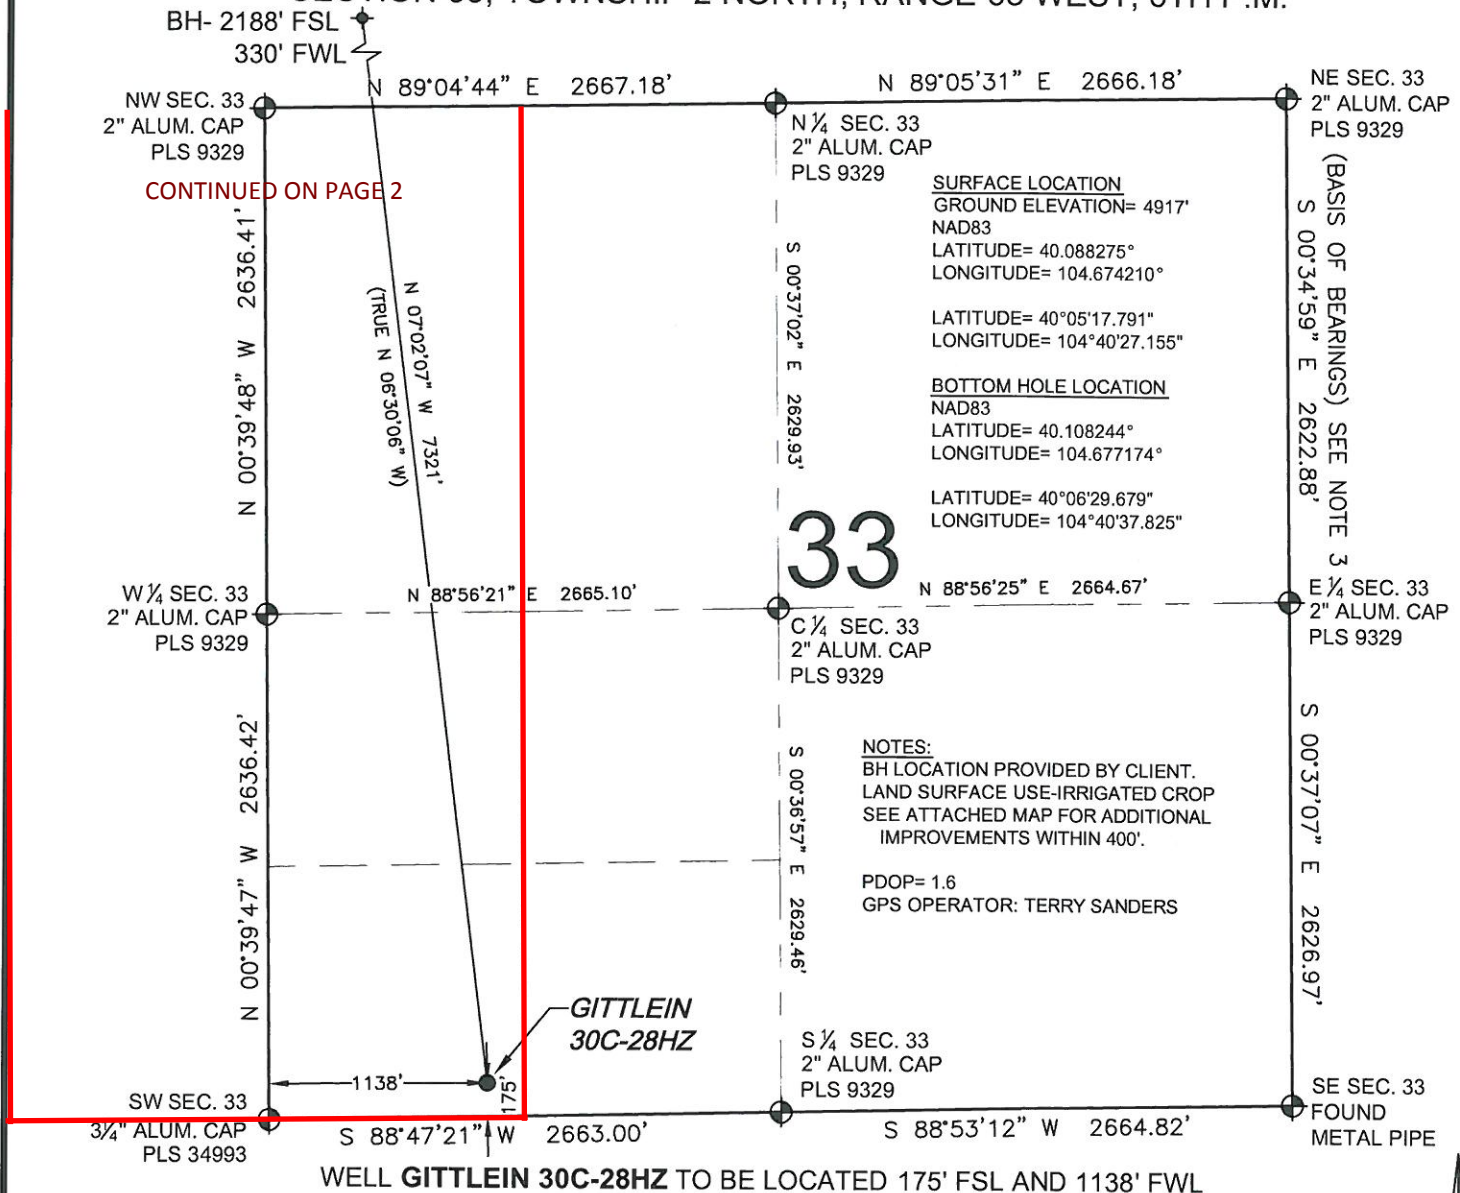 BH- 2188' FSL
330' FWL
N 89°04'44" E 2667.18'
N 89°05'31" E 2666.18'
NW SEC. 33
2" ALUM. CAP
PLS 9329
N ¼ SEC. 33
2" ALUM. CAP
PLS 9329
NE SEC. 33
2" ALUM. CAP
PLS 9329
CONTINUED ON PAGE 2
SURFACE LOCATION
GROUND ELEVATION= 4917'
NAD83
LATITUDE= 40.088275°
LONGITUDE= 104.674210°
LATITUDE= 40°05'17.791"
LONGITUDE= 104°40'27.155"
BOTTOM HOLE LOCATION
NAD83
LATITUDE= 40.108244°
LONGITUDE= 104.677174°
LATITUDE= 40°06'29.679"
LONGITUDE= 104°40'37.825"
N 00°39'48" W 2636.41'
N 07°02'07" W 7321'
(TRUE N 06°30'06" W)
S 00°37'02" E 2629.93'
S 00°34'59" E 2622.88'
(BASIS OF BEARINGS) SEE NOTE 3
33
W ¼ SEC. 33
2" ALUM. CAP
PLS 9329
N 88°56'21" E 2665.10'
N 88°56'25" E 2664.67'
C ¼ SEC. 33
2" ALUM. CAP
PLS 9329
E ¼ SEC. 33
2" ALUM. CAP
PLS 9329
N 00°39'47" W 2636.42'
S 00°36'57" E 2629.46'
S 00°37'07" E 2626.97'
NOTES:
BH LOCATION PROVIDED BY CLIENT.
LAND SURFACE USE-IRRIGATED CROP
SEE ATTACHED MAP FOR ADDITIONAL
IMPROVEMENTS WITHIN 400'.
PDOP= 1.6
GPS OPERATOR: TERRY SANDERS
GITTLEIN
30C-28HZ
1138'
175'
SW SEC. 33
3¼" ALUM. CAP
PLS 34993
S ¼ SEC. 33
2" ALUM. CAP
PLS 9329
SE SEC. 33
FOUND
METAL PIPE
S 88°47'21" W 2663.00'
S 88°53'12" W 2664.82'
WELL GITTLEIN 30C-28HZ TO BE LOCATED 175' FSL AND 1138' FWL